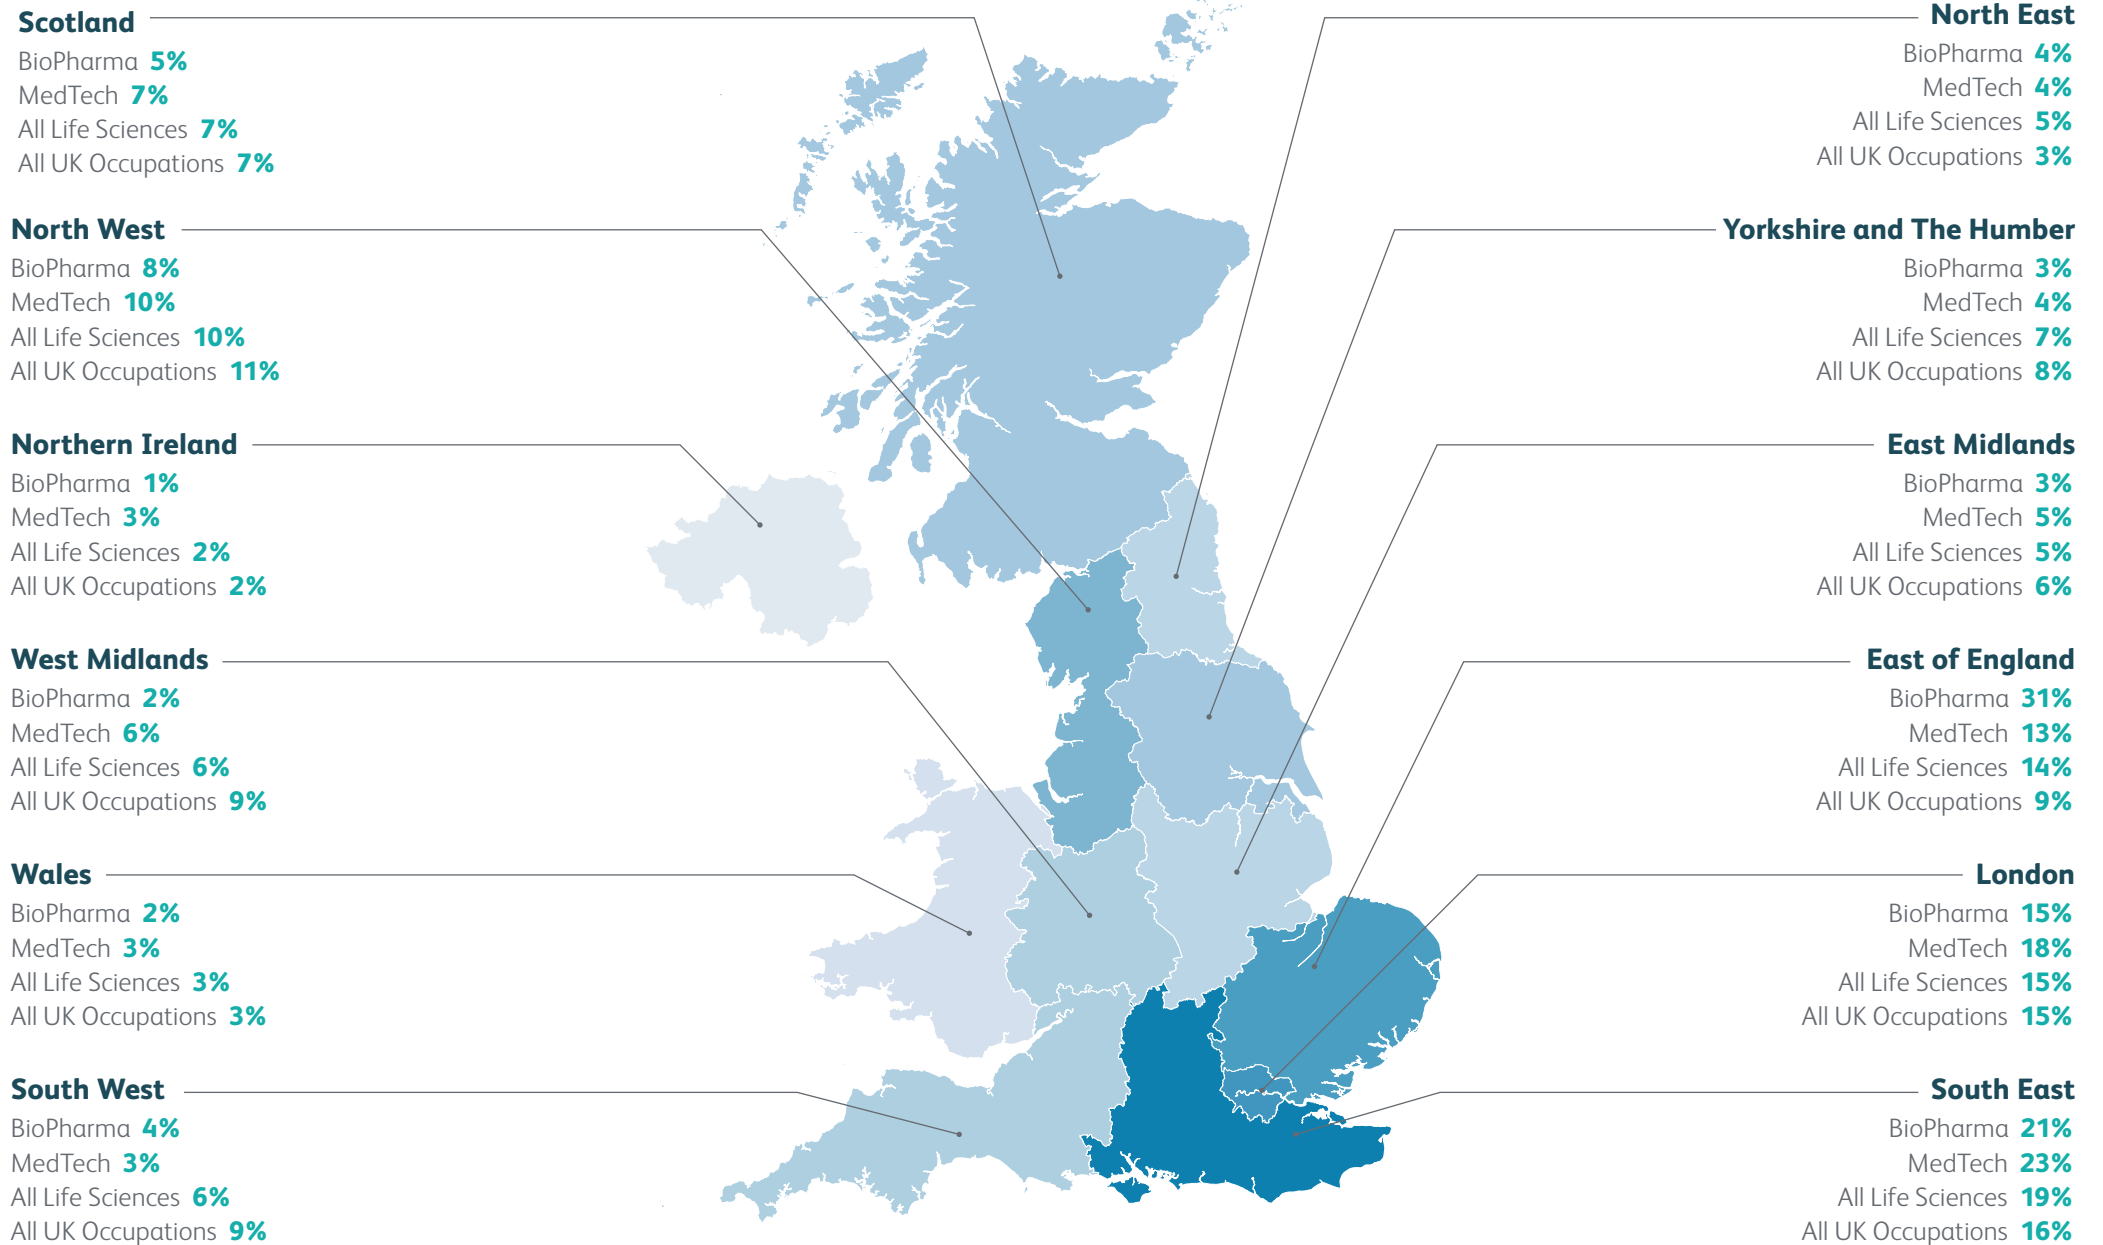 Scotland
BioPharma 5%
MedTech 7%
All Life Sciences 7%
All UK Occupations 7%
North West
BioPharma 8%
MedTech 10%
All Life Sciences 10%
All UK Occupations 11%
Northern Ireland
BioPharma 1%
MedTech 3%
All Life Sciences 2%
All UK Occupations 2%
West Midlands
BioPharma 2%
MedTech 6%
All Life Sciences 6%
All UK Occupations 9%
Wales
BioPharma 2%
MedTech 3%
All Life Sciences 3%
All UK Occupations 3%
South West
BioPharma 4%
MedTech 3%
All Life Sciences 6%
All UK Occupations 9%
North East
BioPharma 4%
MedTech 4%
All Life Sciences 5%
All UK Occupations 3%
Yorkshire and The Humber
BioPharma 3%
MedTech 4%
All Life Sciences 7%
All UK Occupations 8%
East Midlands
BioPharma 3%
MedTech 5%
All Life Sciences 5%
All UK Occupations 6%
East of England
BioPharma 31%
MedTech 13%
All Life Sciences 14%
All UK Occupations 9%
London
BioPharma 15%
MedTech 18%
All Life Sciences 15%
All UK Occupations 15%
South East
BioPharma 21%
MedTech 23%
All Life Sciences 19%
All UK Occupations 16%